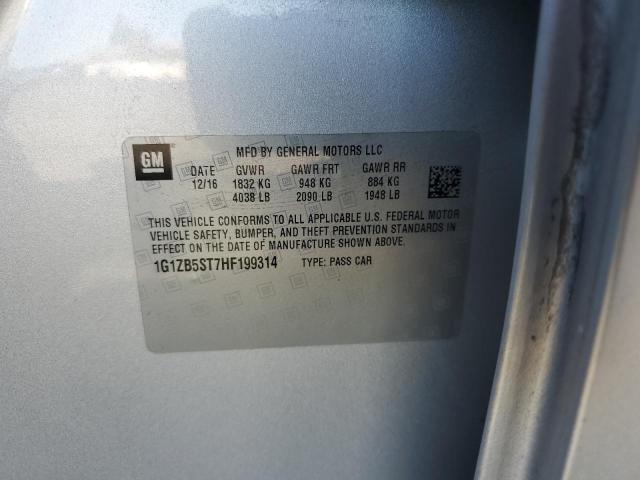 GM
MFD BY GENERAL MOTORS LLC
DATE GVWR GAWR FRT GAWR RR
12/16 1832 KG 948 KG 884 KG
4038 LB 2090 LB 1948 LB
THIS VEHICLE CONFORMS TO ALL APPLICABLE U.S. FEDERAL MOTOR
VEHICLE SAFETY, BUMPER, AND THEFT PREVENTION STANDARDS IN
EFFECT ON THE DATE OF MANUFACTURE SHOWN ABOVE.
1G1ZB5ST7HF199314 TYPE: PASS CAR